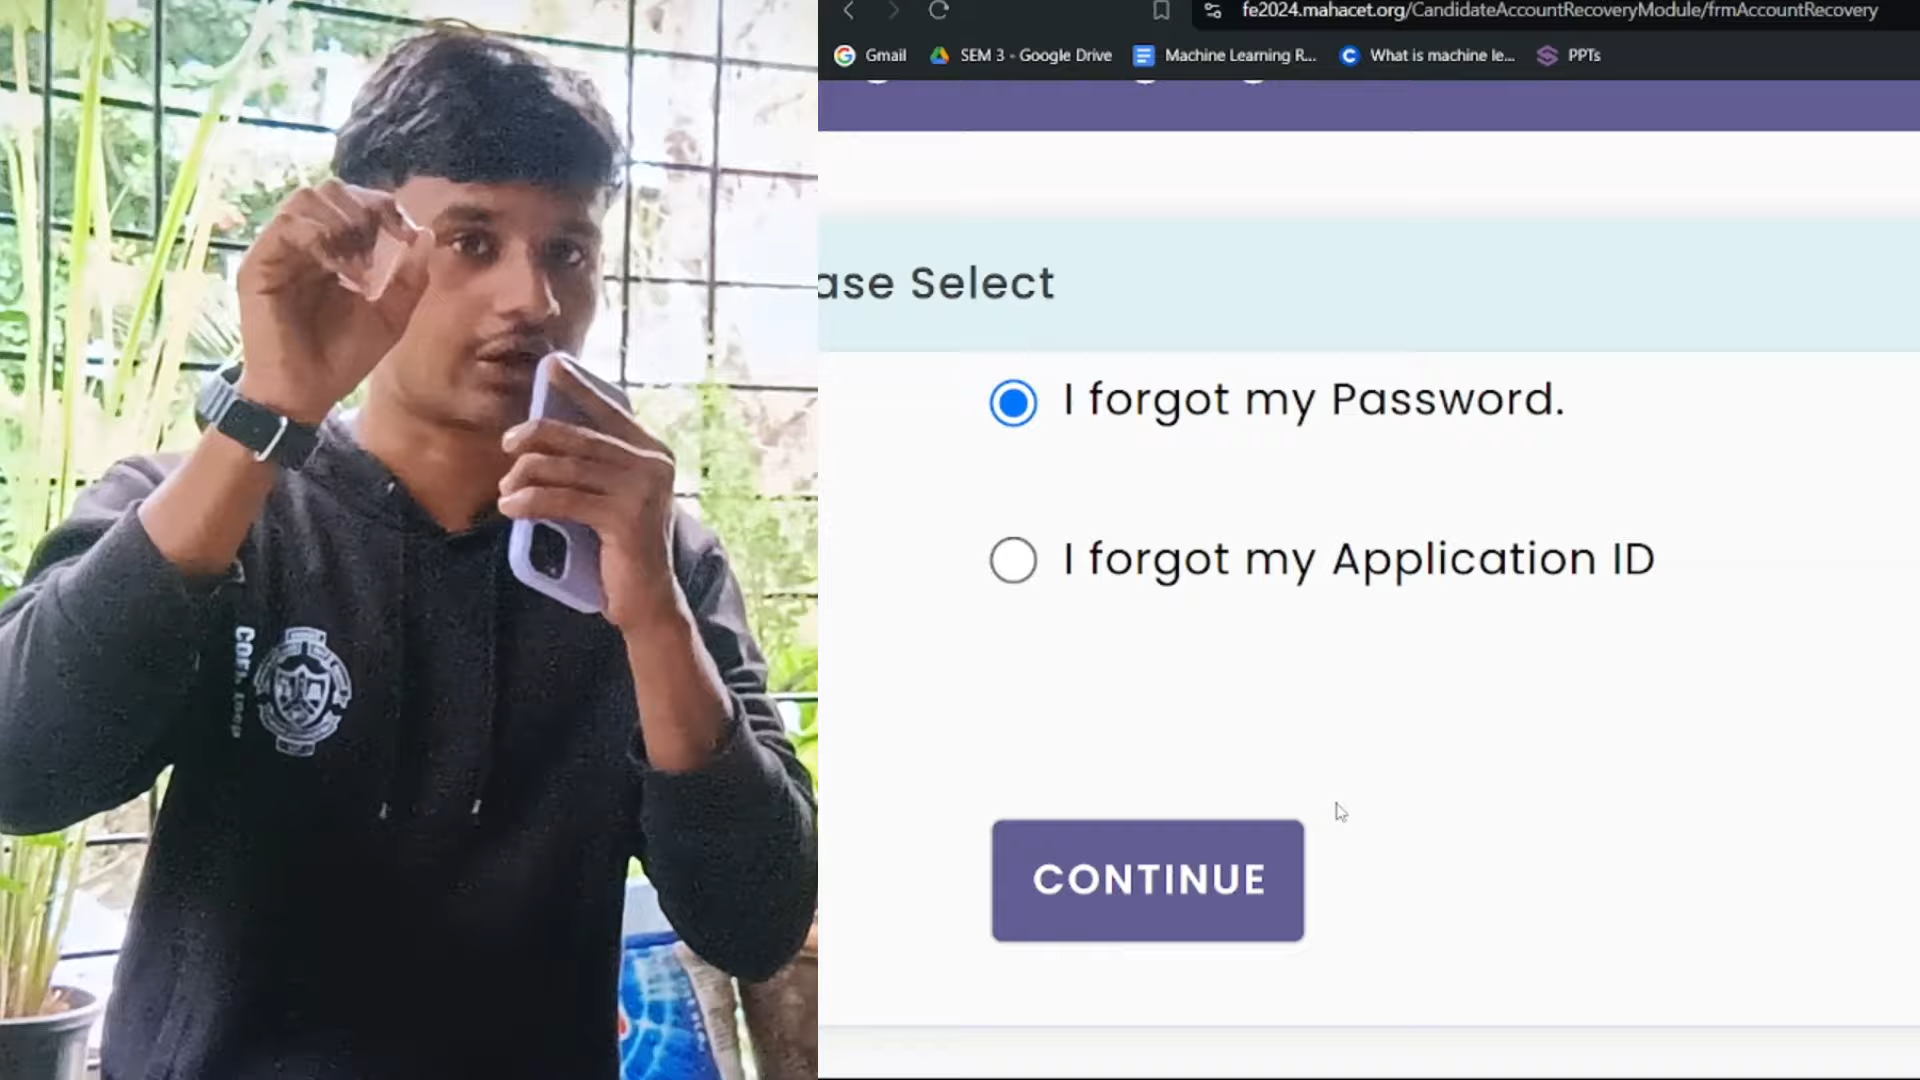 fe2024.mahacet.org/CandidateAccountRecoveryModule/frmAccountRecovery
Gmail SEM 3 - Google Drive Machine Learning R... What is machine le... PPTs
ase Select
I forgot my Password.
I forgot my Application ID
CONTINUE